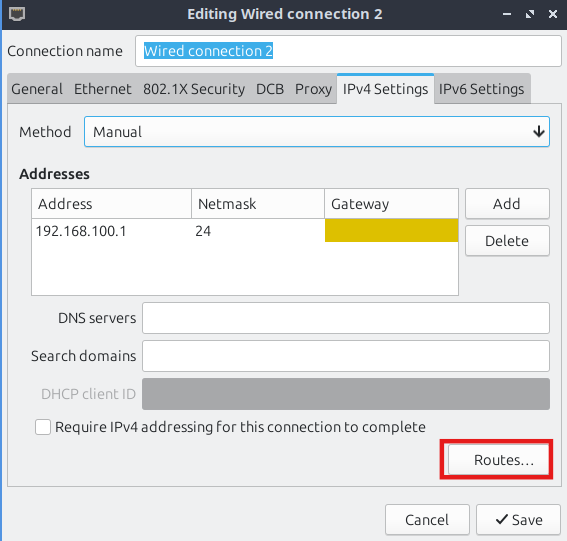 Editing Wired connection 2
Connection name Wired connection 2
General Ethernet 802.1X Security DCB Proxy IPv4 Settings IPv6 Settings
Method Manual
Addresses
Address Netmask Gateway Add
192.168.100.1 24
Delete
DNS servers
Search domains
DHCP client ID
Require IPv4 addressing for this connection to complete
Routes...
Cancel Save